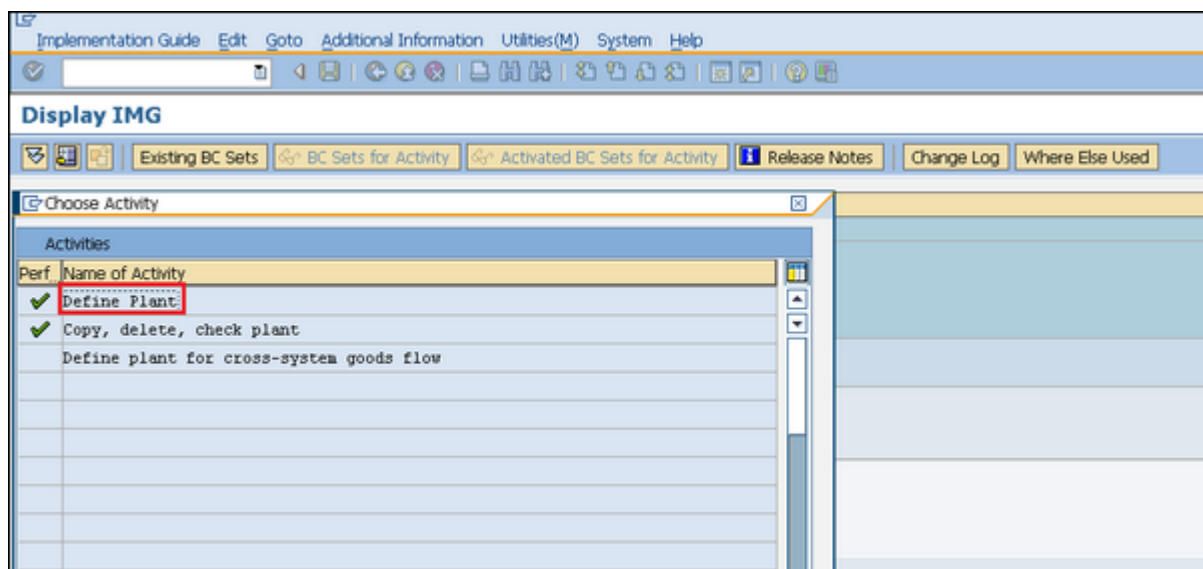 Implementation Guide Edit Goto Additional Information Utilities(M) System Help
Display IMG
Existing BC Sets BC Sets for Activity Activated BC Sets for Activity Release Notes Change Log Where Else Used
Choose Activity
Activities
Perf.. Name of Activity
Define Plant
Copy, delete, check plant
Define plant for cross-system goods flow